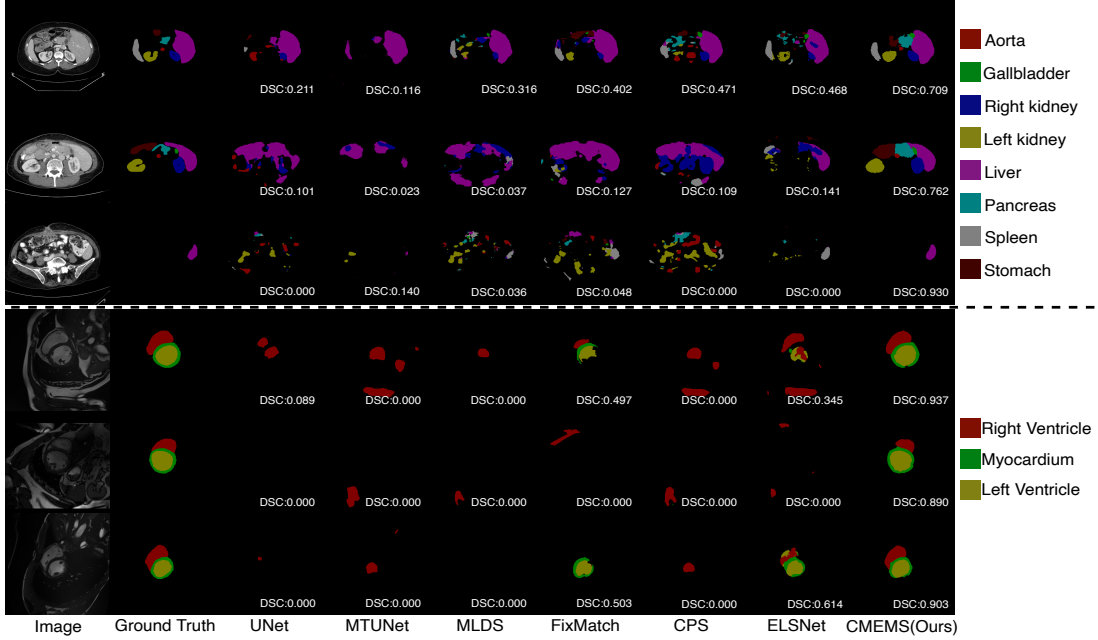 DSC:0.211 DSC:0.116 DSC:0.316 DSC:0.402 DSC:0.471 DSC:0.468 DSC:0.709
DSC:0.101 DSC:0.023 DSC:0.037 DSC:0.127 DSC:0.109 DSC:0.141 DSC:0.762
DSC:0.000 DSC:0.140 DSC:0.036 DSC:0.048 DSC:0.000 DSC:0.000 DSC:0.930
Aorta
Gallbladder
Right kidney
Left kidney
Liver
Pancreas
Spleen
Stomach
DSC:0.089 DSC:0.000 DSC:0.000 DSC:0.497 DSC:0.000 DSC:0.345 DSC:0.937
DSC:0.000 DSC:0.000 DSC:0.000 DSC:0.000 DSC:0.000 DSC:0.000 DSC:0.890
DSC:0.000 DSC:0.000 DSC:0.000 DSC:0.503 DSC:0.000 DSC:0.614 DSC:0.903
Right Ventricle
Myocardium
Left Ventricle
Image Ground Truth UNet MTUNet MLDS FixMatch CPS ELSNet CMEMS(Ours)